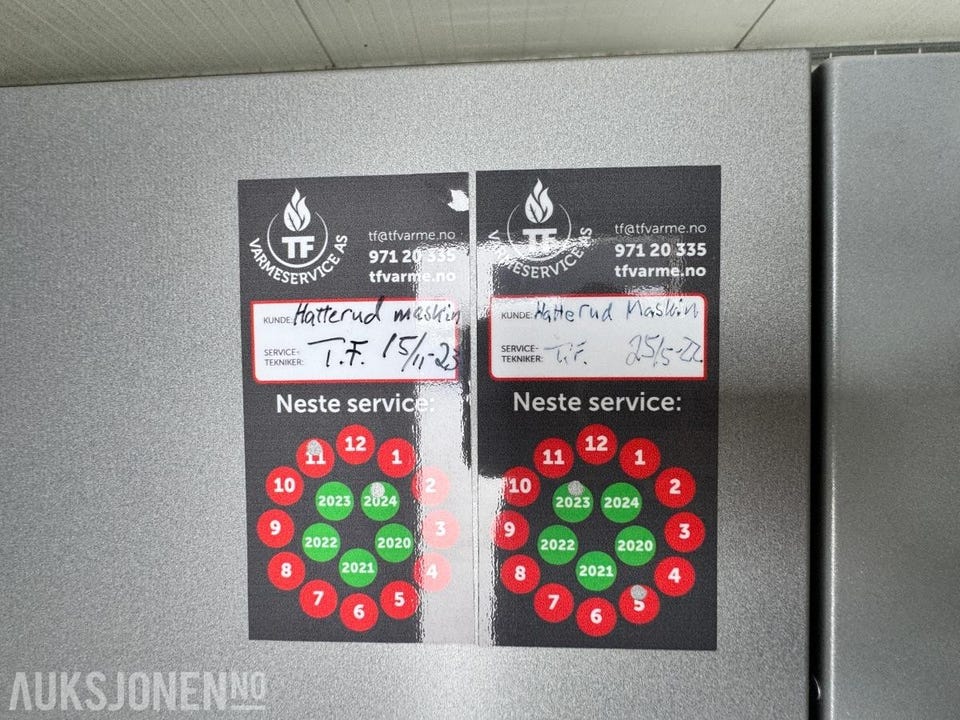 TF
VARMESERVICE AS
tf@tfvarme.no
971 20 335
tfvarme.no
KUNDE: Hatterud maskin
SERVICE-
TEKNIKER: T.F. 15/11-23
Neste service:
12
11 1
10 2
2023 2024
9 3
2022 2020
8 4
2021
7 5
6
TF
VARMESERVICE AS
tf@tfvarme.no
971 20 335
tfvarme.no
KUNDE: Hatterud Maskin
SERVICE-
TEKNIKER: T.F. 25/5-22
Neste service:
12
11 1
10 2
2023 2024
9 3
2022 2020
8 4
2021
7 5
6
AUKSJONEN.NO